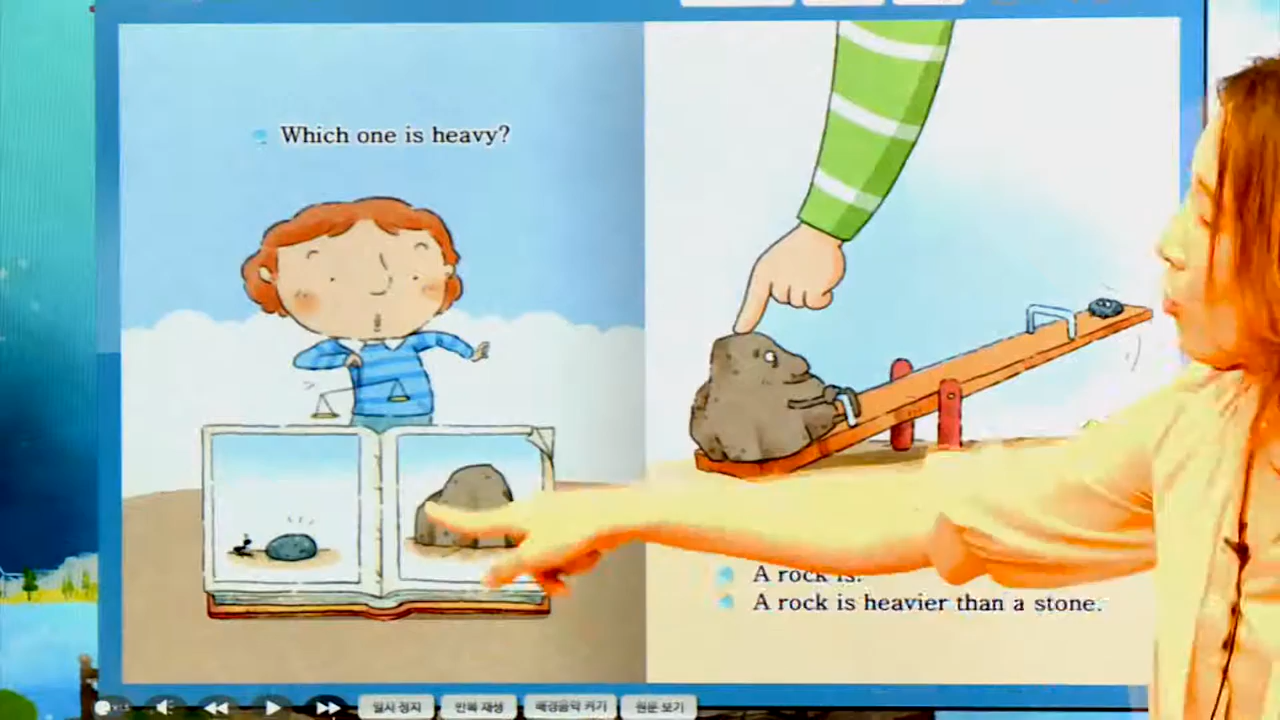 Which one is heavy?
A rock is.
A rock is heavier than a stone.
일시 정지
반복 재생
배경음악 켜기
원문 보기